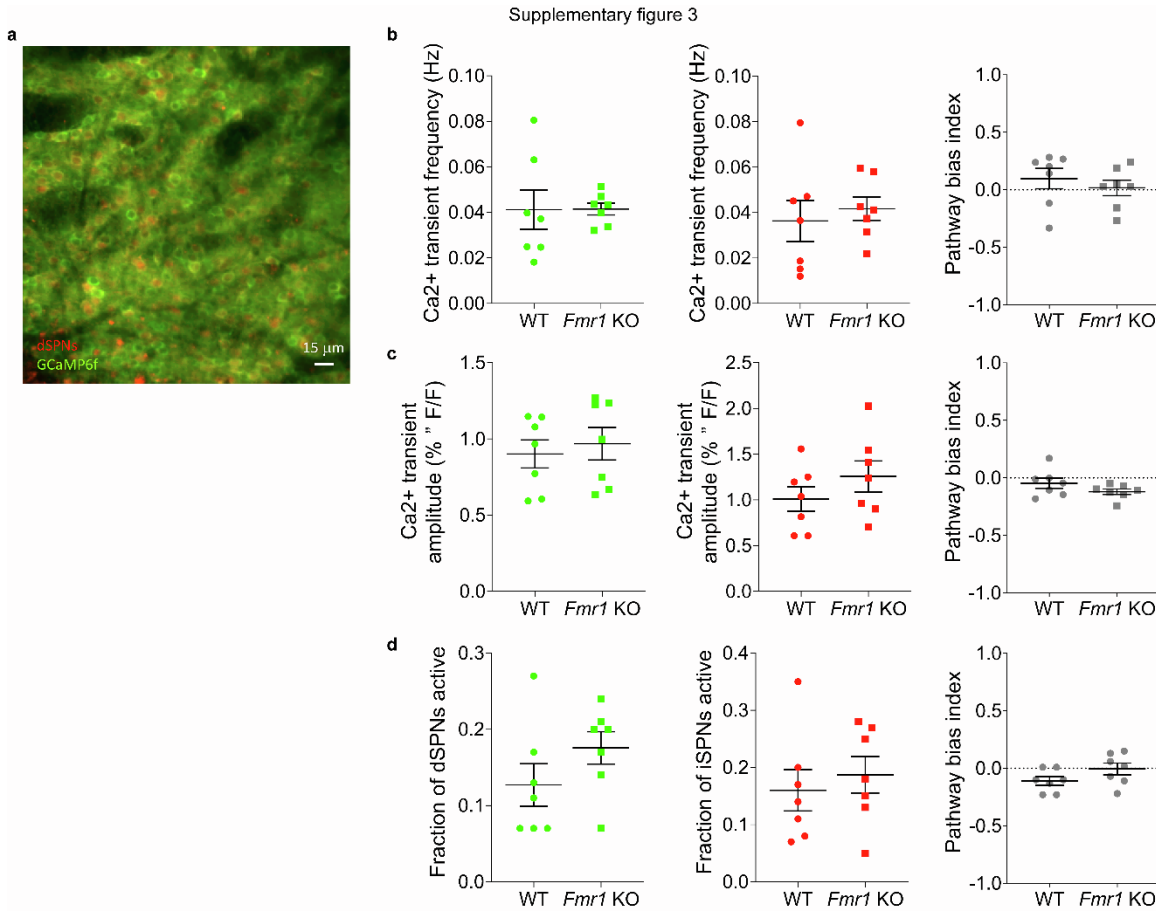 Supplementary figure 3
a
dSPNs
GCaMP6f
15 μm
b
Ca2+ transient frequency (Hz)
0.10
0.08
0.06
0.04
0.02
0.00
WT
Fmr1 KO
Ca2+ transient frequency (Hz)
0.10
0.08
0.06
0.04
0.02
0.00
WT
Fmr1 KO
Pathway bias index
1.0
0.5
0.0
-0.5
-1.0
WT
Fmr1 KO
c
Ca2+ transient
amplitude (% " F/F)
1.5
1.0
0.5
0.0
WT
Fmr1 KO
Ca2+ transient
amplitude (% " F/F)
2.5
2.0
1.5
1.0
0.5
0.0
WT
Fmr1 KO
Pathway bias index
1.0
0.5
0.0
-0.5
-1.0
WT
Fmr1 KO
d
Fraction of dSPNs active
0.3
0.2
0.1
0.0
WT
Fmr1 KO
Fraction of iSPNs active
0.4
0.3
0.2
0.1
0.0
WT
Fmr1 KO
Pathway bias index
1.0
0.5
0.0
-0.5
-1.0
WT
Fmr1 KO